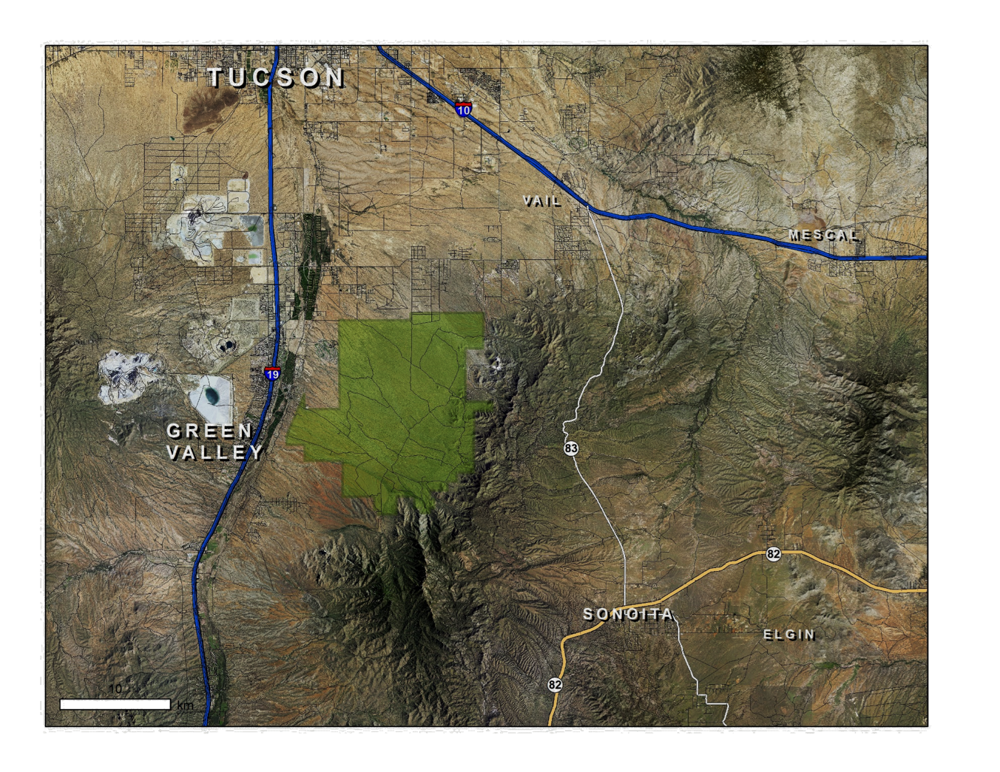 TUCSON
10
VAIL
MESCAL
19
GREEN
VALLEY
83
82
SONOITA
ELGIN
82
10
km